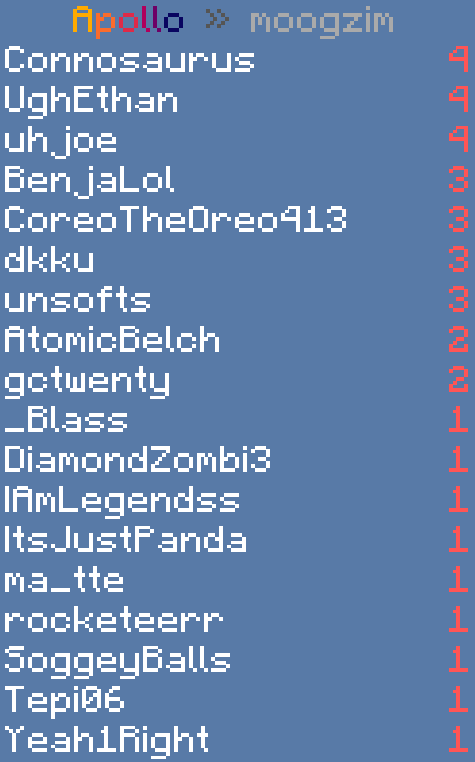 Apollo » moogzim
Connosaurus 4
UghEthan 4
uh_joe 4
BenjaLol 3
CoreoTheOreo413 3
dkku 3
unsofts 3
AtomicBelch 2
gctwenty 2
_Blass 1
DiamondZombi3 1
IAmLegendss 1
ItsJustPanda 1
ma_tte 1
rocketeerr 1
SoggeyBalls 1
Tepi06 1
Yeah1Right 1